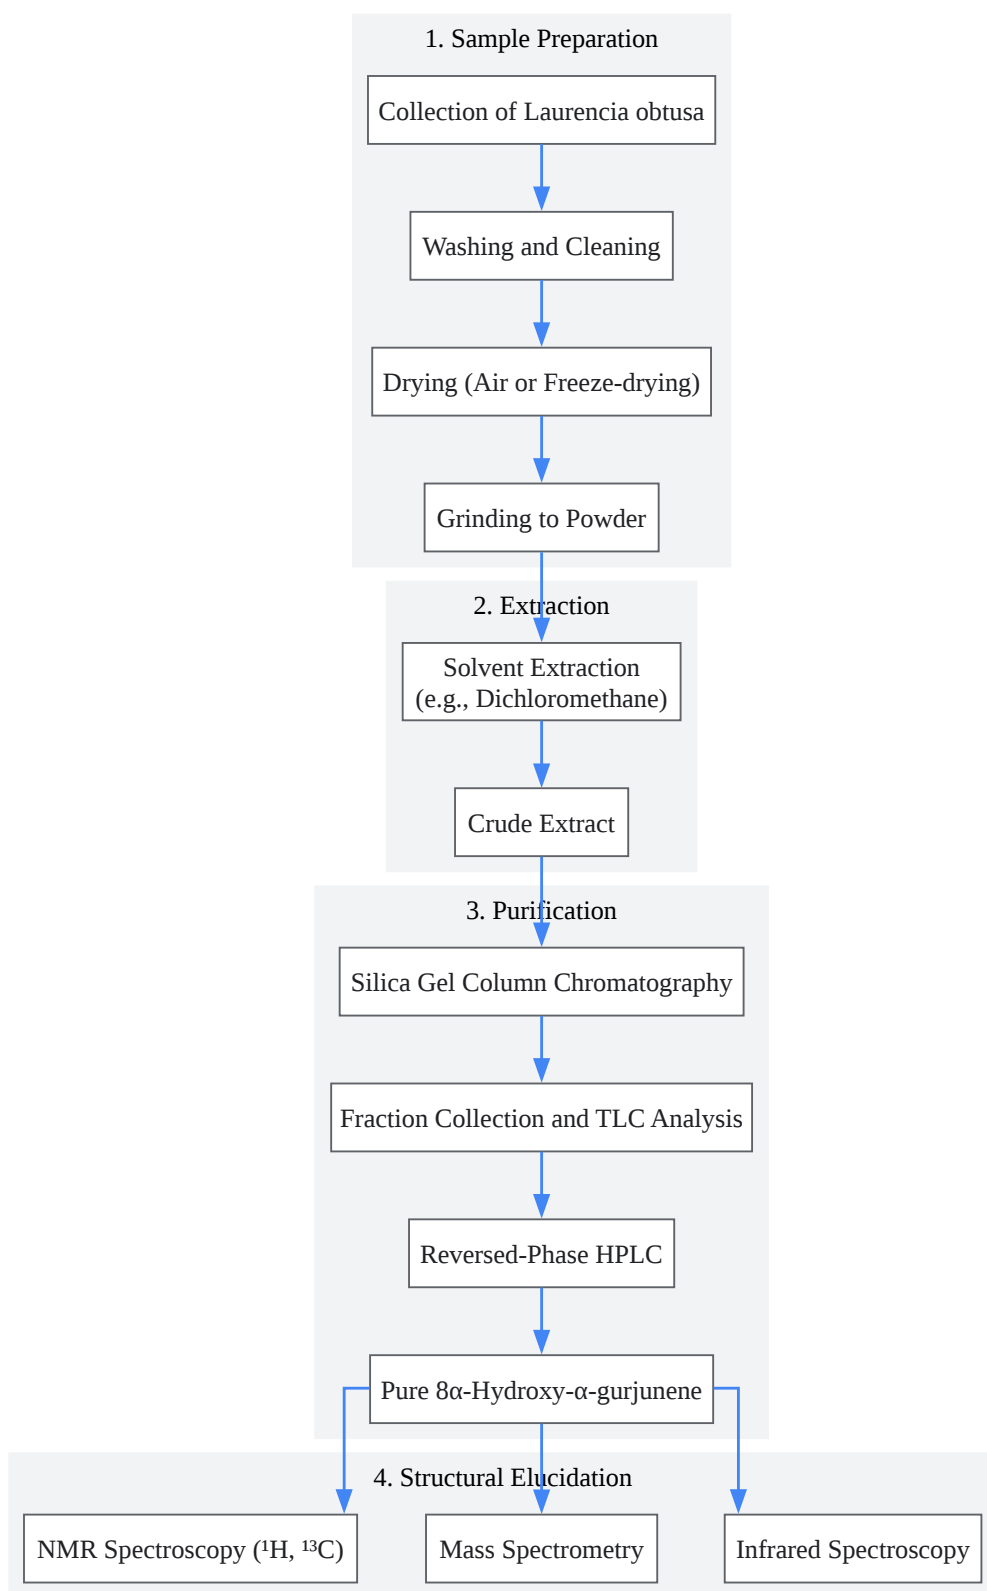 1. Sample Preparation
Collection of Laurencia obtusa
Washing and Cleaning
Drying (Air or Freeze-drying)
Grinding to Powder
2. Extraction
Solvent Extraction
(e.g., Dichloromethane)
Crude Extract
3. Purification
Silica Gel Column Chromatography
Fraction Collection and TLC Analysis
Reversed-Phase HPLC
Pure 8α-Hydroxy-α-gurjunene
4. Structural Elucidation
NMR Spectroscopy (¹H, ¹³C)
Mass Spectrometry
Infrared Spectroscopy